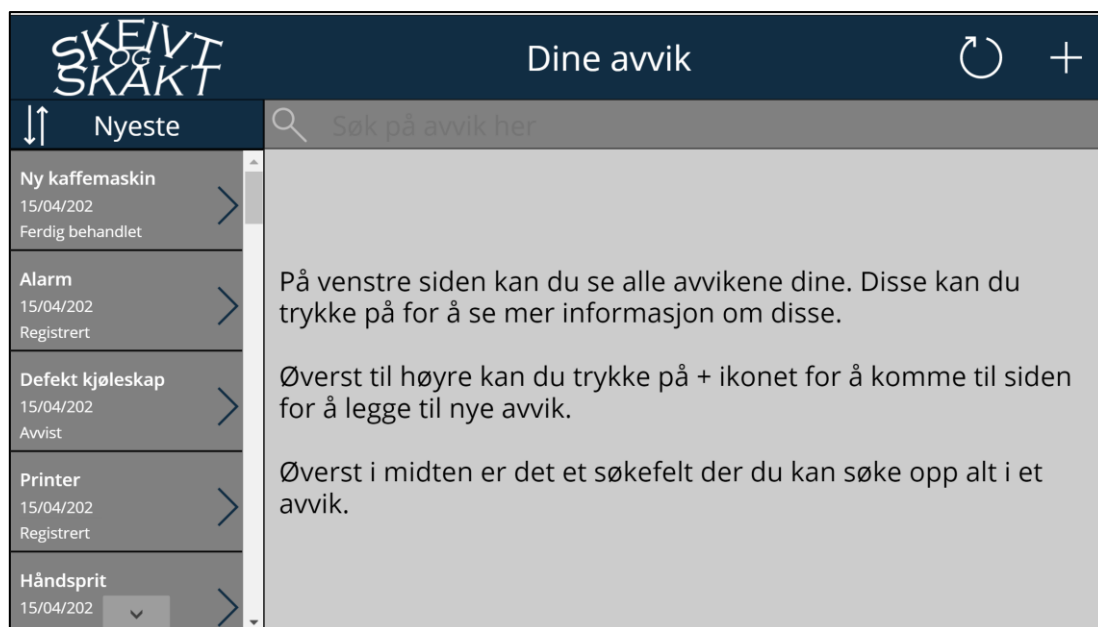 SKEIVT
OG
SKAKT
Dine avvik
Nyeste
Søk på avvik her
Ny kaffemaskin
15/04/202
Ferdig behandlet
Alarm
15/04/202
Registrert
Defekt kjøleskap
15/04/202
Avvist
Printer
15/04/202
Registrert
Håndsprit
15/04/202
På venstre siden kan du se alle avvikene dine. Disse kan du
trykke på for å se mer informasjon om disse.
Øverst til høyre kan du trykke på + ikonet for å komme til siden
for å legge til nye avvik.
Øverst i midten er det et søkefelt der du kan søke opp alt i et
avvik.